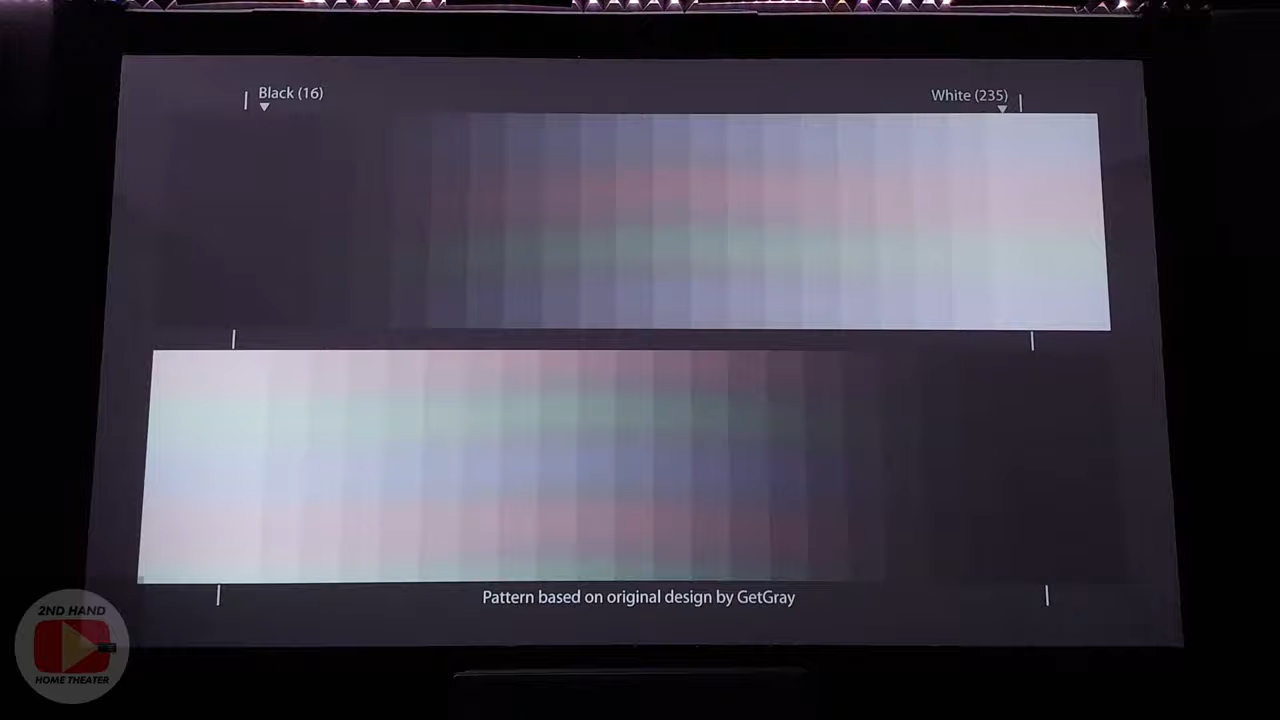 Black (16)
White (235)
Pattern based on original design by GetGray
2ND HAND
HOME THEATER